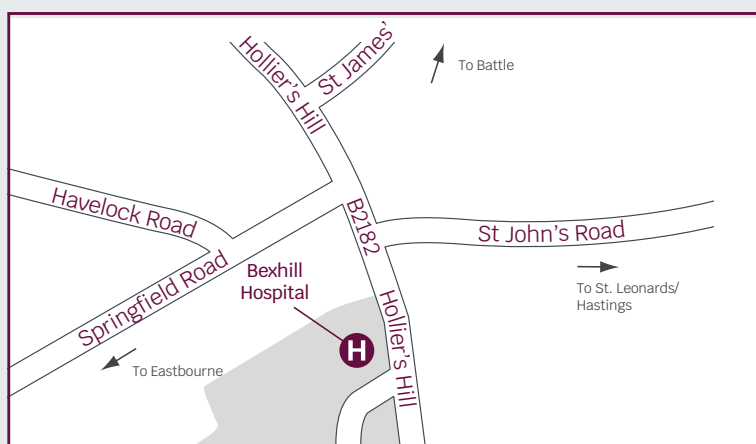 Hollier's Hill
St James'
To Battle
Havelock Road
B2182
St John's Road
Springfield Road
Bexhill
Hospital
To St. Leonards/
Hastings
Hollier's Hill
H
To Eastbourne